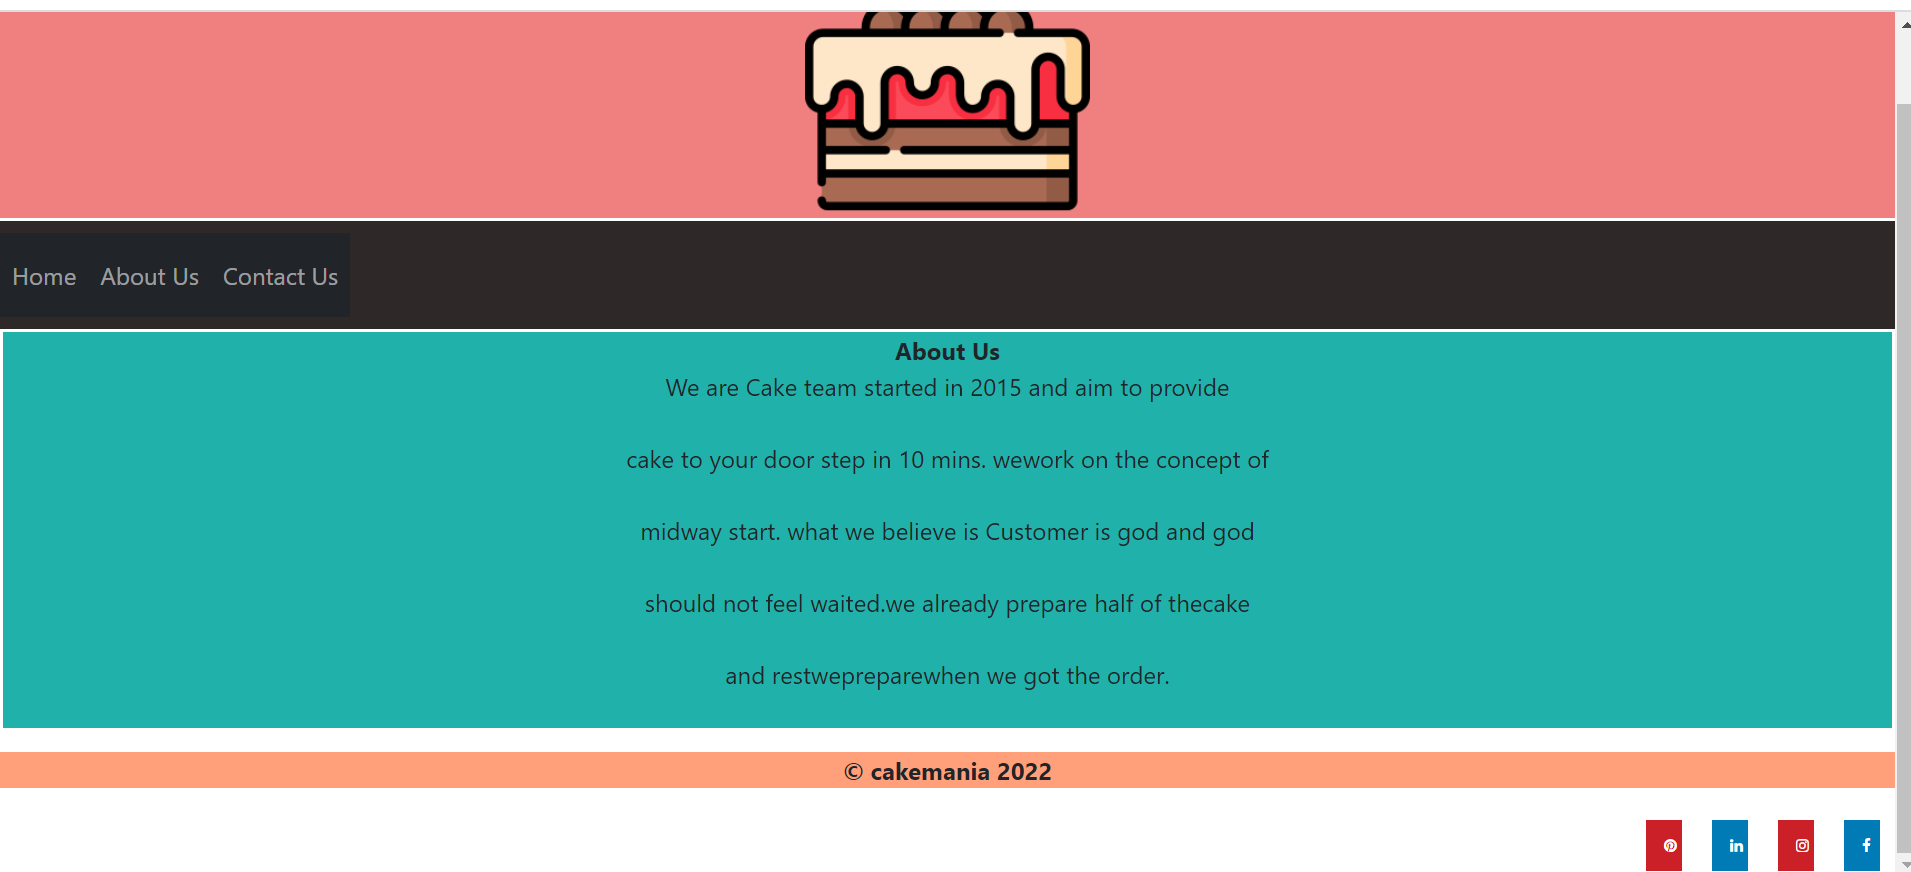 Home About Us Contact Us
About Us
We are Cake team started in 2015 and aim to provide
cake to your door step in 10 mins. wework on the concept of
midway start. what we believe is Customer is god and god
should not feel waited.we already prepare half of thecake
and restwepreparewhen we got the order.
© cakemania 2022